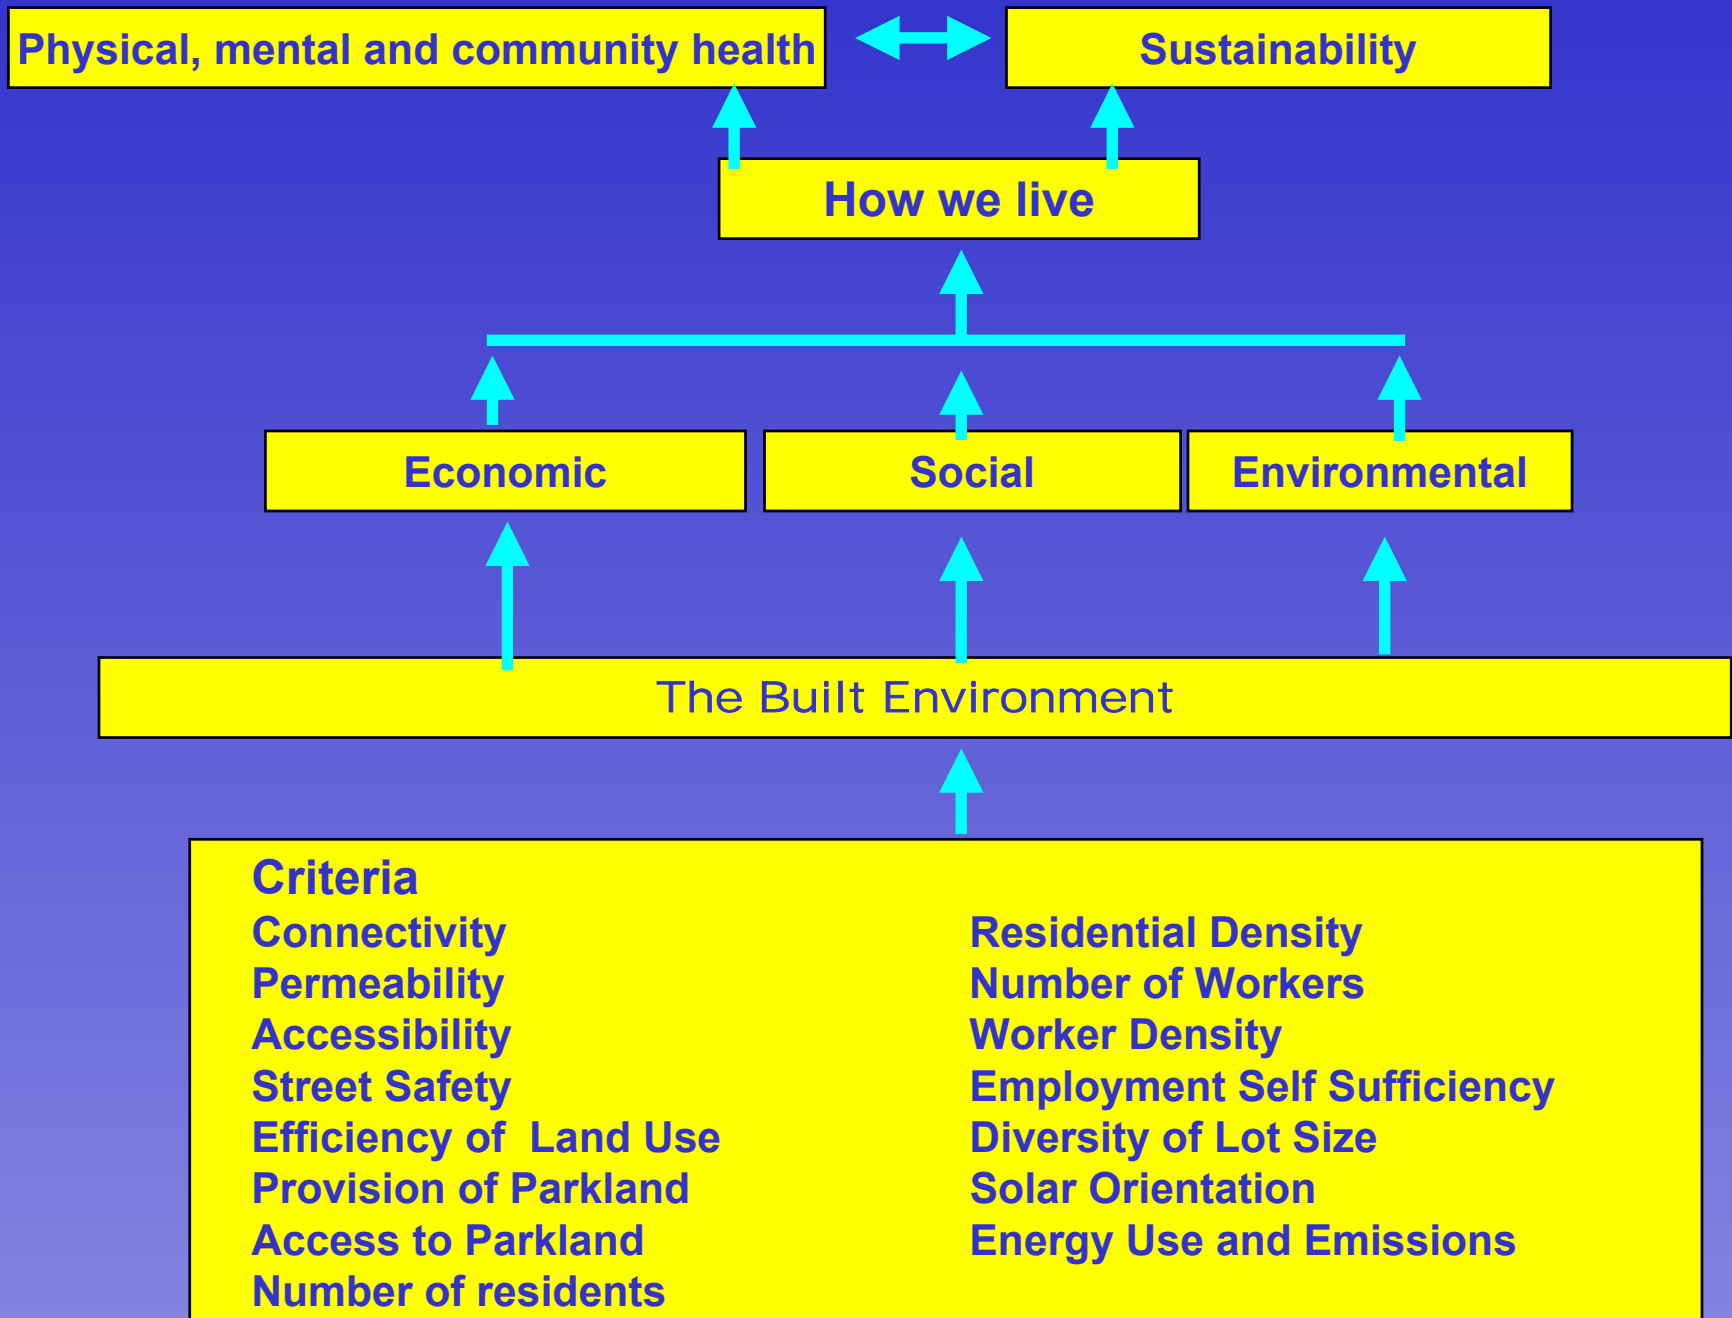 Physical, mental and community health
Sustainability
How we live
Economic
Social
Environmental
The Built Environment
Criteria
Connectivity
Permeability
Accessibility
Street Safety
Efficiency of  Land Use
Provision of Parkland
Access to Parkland
Number of residents
Residential Density
Number of Workers
Worker Density
Employment Self Sufficiency
Diversity of Lot Size
Solar Orientation
Energy Use and Emissions